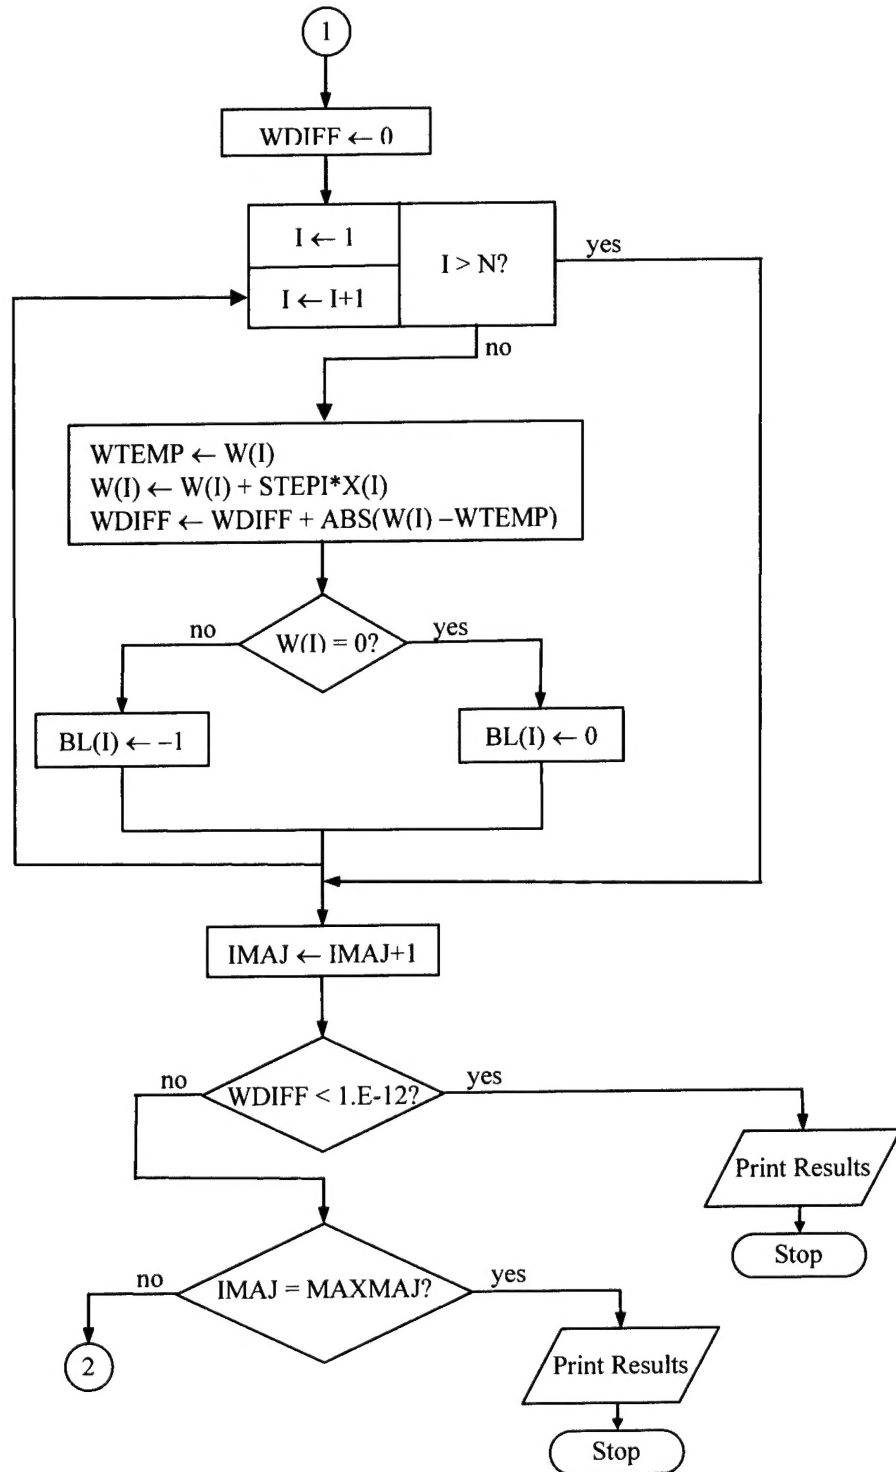 1
WDIFF ← 0
I ← 1
I > N?
yes
I ← I+1
no
WTEMP ← W(I)
W(I) ← W(I) + STEPI*X(I)
WDIFF ← WDIFF + ABS(W(I) –WTEMP)
no
W(I) = 0?
yes
BL(I) ← –1
BL(I) ← 0
IMAJ ← IMAJ+1
no
WDIFF < 1.E-12?
yes
Print Results
Stop
no
IMAJ = MAXMAJ?
yes
2
Print Results
Stop